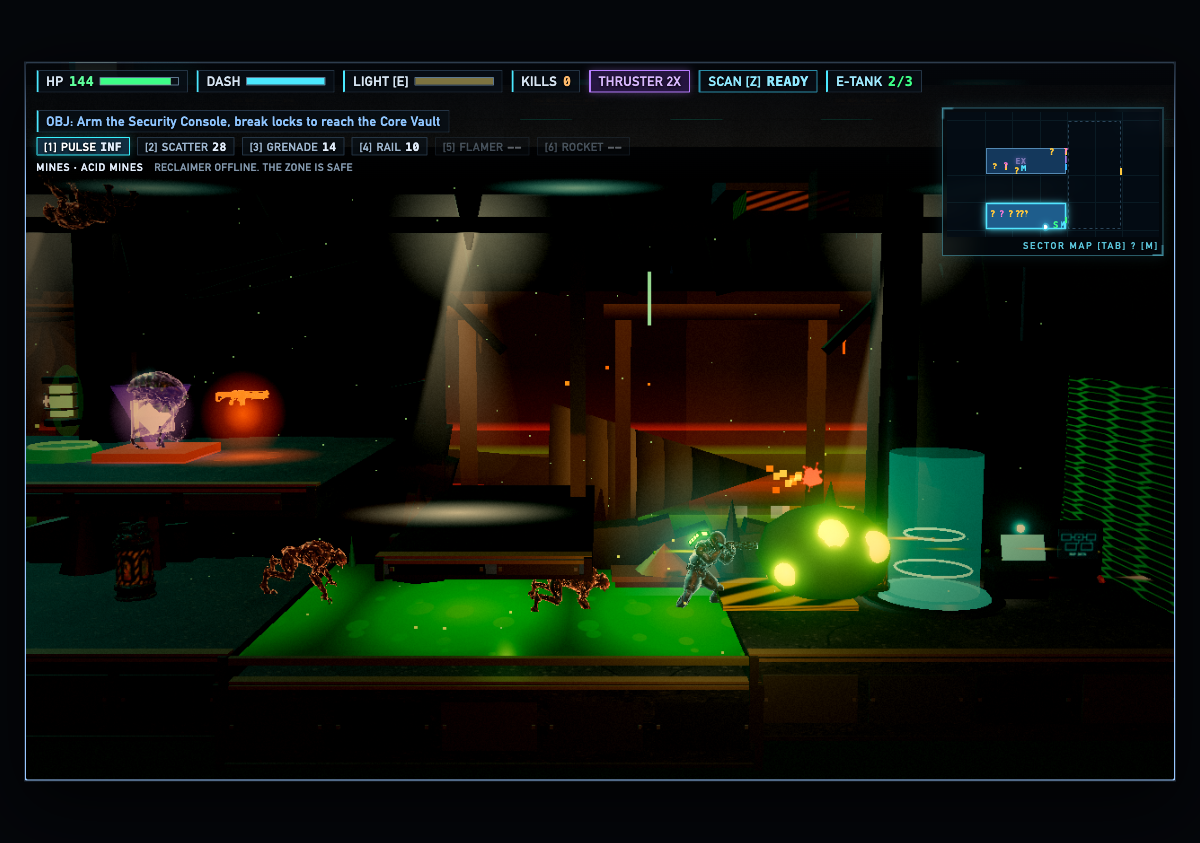 HP 144 DASH LIGHT [E] KILLS 0 THRUSTER 2X SCAN [Z] READY E-TANK 2/3
OBJ: Arm the Security Console, break locks to reach the Core Vault
[1] PULSE INF [2] SCATTER 28 [3] GRENADE 14 [4] RAIL 10 [5] FLAMER —— [6] ROCKET ——
MINES · ACID MINES RECLAIMER OFFLINE. THE ZONE IS SAFE
?
EX
? ? ? M
? ? ? ???
S M
SECTOR MAP [TAB] ? [M]